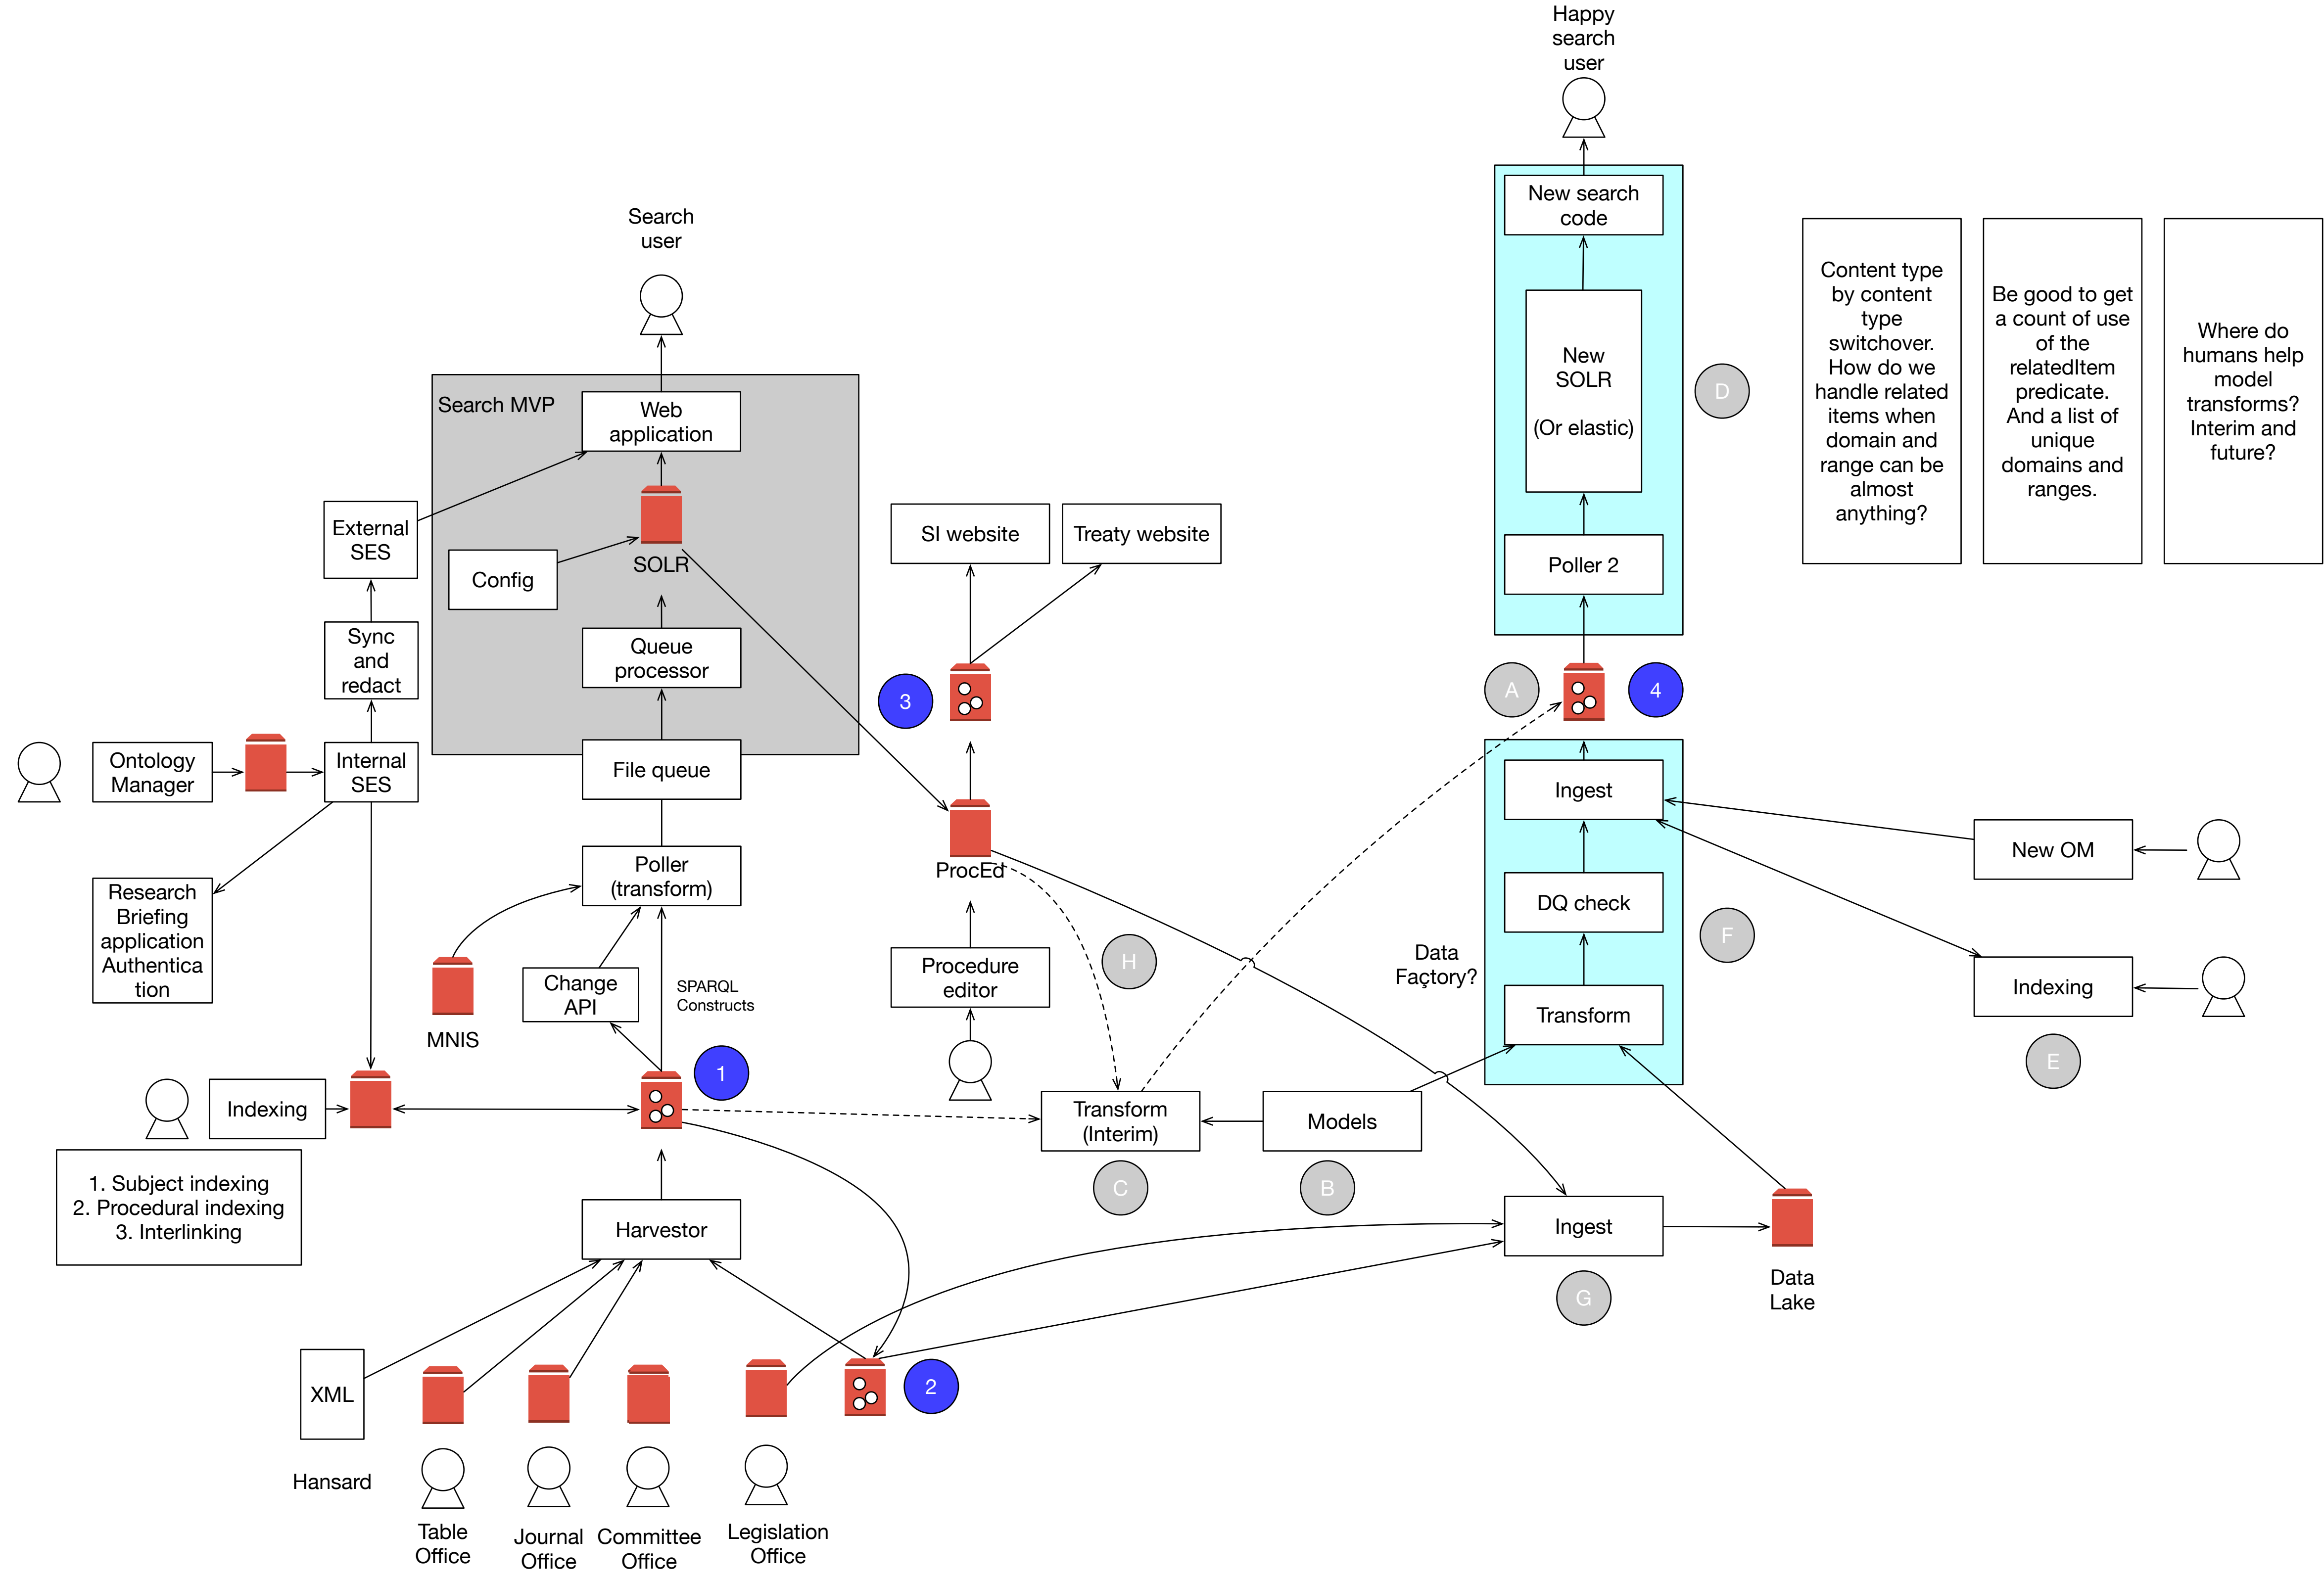 Happy
search
user
New search
code
New
SOLR
(Or elastic)
Poller 2
D
Content type
by content
type
switchover.
How do we
handle related
items when
domain and
range can be
almost
anything?
Be good to get
a count of use
of the
relatedItem
predicate.
And a list of
unique
domains and
ranges.
Where do
humans help
model
transforms?
Interim and
future?
Search
user
Search MVP
Web
application
SOLR
Config
Queue
processor
File queue
External
SES
Sync
and
redact
Internal
SES
Ontology
Manager
Research
Briefing
application
Authentica
tion
Poller
(transform)
Change
API
SPARQL
Constructs
MNIS
1
Indexing
1. Subject indexing
2. Procedural indexing
3. Interlinking
Harvestor
XML
Hansard
Table
Office
Journal
Office
Committee
Office
Legislation
Office
2
SI website
Treaty website
3
ProcEd
Procedure
editor
H
Transform
(Interim)
C
Models
B
A
4
Ingest
DQ check
Transform
Data
Façtory?
F
New OM
Indexing
E
Ingest
G
Data
Lake